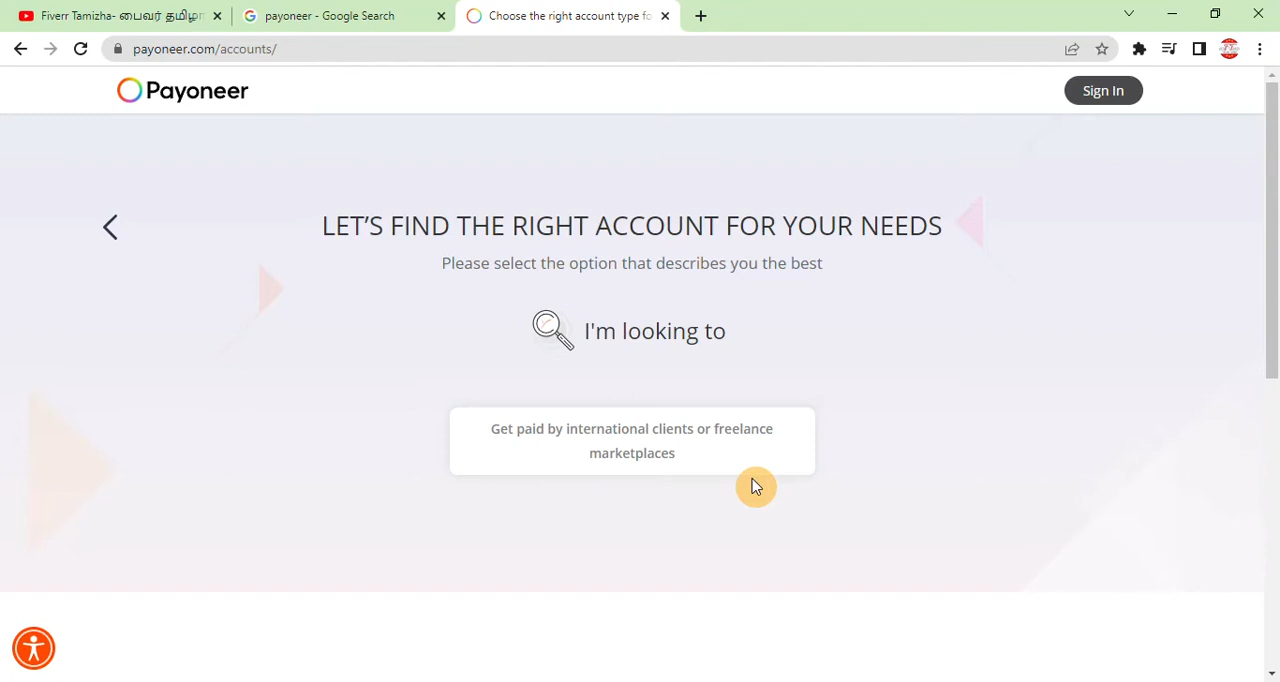 Fiverr Tamizha- பைவர் தமிழா
payoneer - Google Search
Choose the right account type fo
payoneer.com/accounts/
Payoneer
Sign In
LET’S FIND THE RIGHT ACCOUNT FOR YOUR NEEDS
Please select the option that describes you the best
I'm looking to
Get paid by international clients or freelance
marketplaces